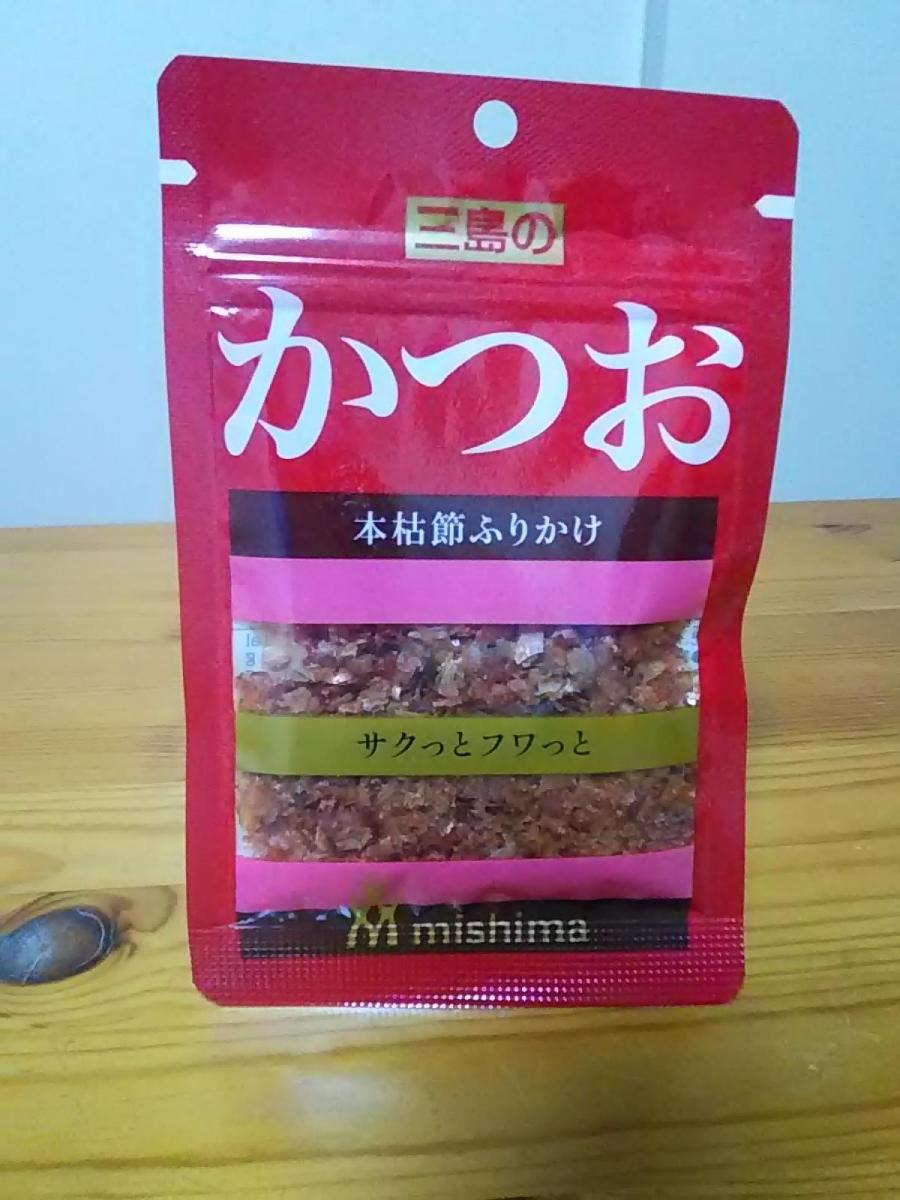 三島の
かつお
本枯節ふりかけ
サクっとフワっと
mishima